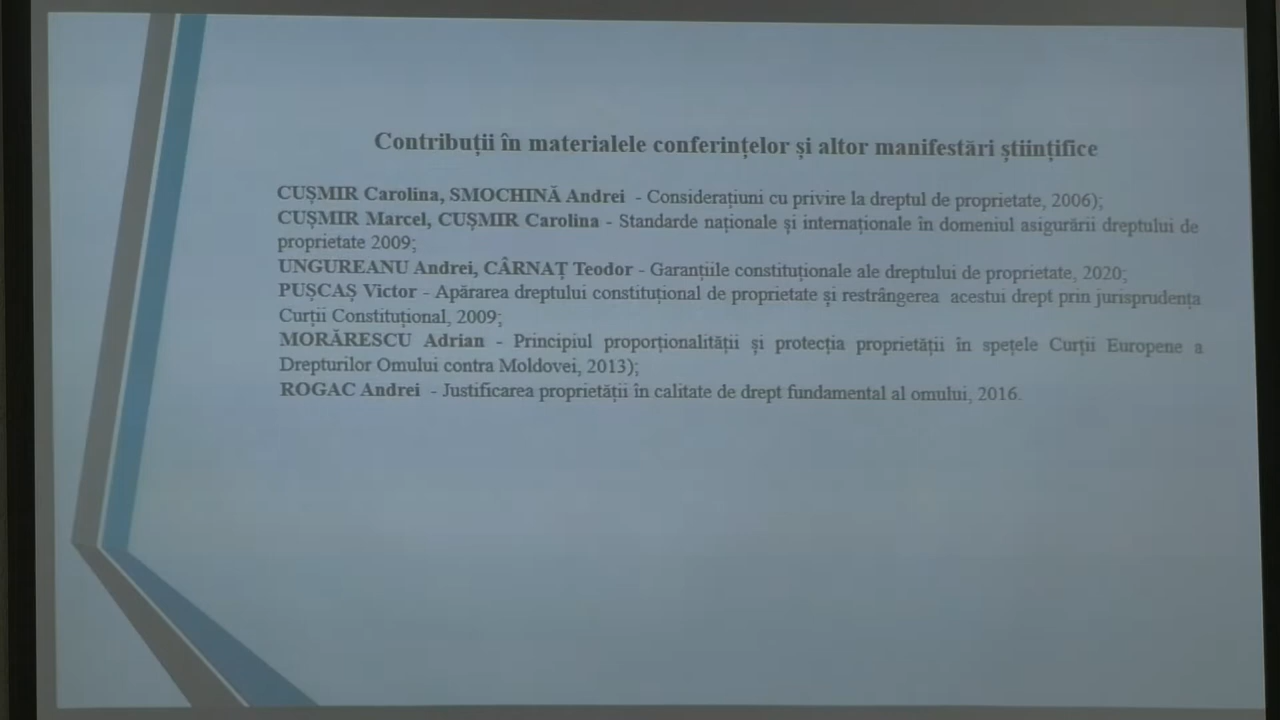 Contribuții în materialele conferințelor și altor manifestări științifice
CUȘMIR Carolina, SMOCHINĂ Andrei - Considerațiuni cu privire la dreptul de proprietate, 2006);
CUȘMIR Marcel, CUȘMIR Carolina - Standarde naționale și internaționale în domeniul asigurării dreptului de
proprietate 2009;
UNGUREANU Andrei, CÂRNAȚ Teodor - Garanțiile constituționale ale dreptului de proprietate, 2020;
PUȘCAȘ Victor - Apărarea dreptului constituțional de proprietate și restrângerea acestui drept prin jurisprudența
Curții Constituțional, 2009;
MORĂRESCU Adrian - Principiul proporționalității și protecția proprietății în spețele Curții Europene a
Drepturilor Omului contra Moldovei, 2013);
ROGAC Andrei - Justificarea proprietății în calitate de drept fundamental al omului, 2016.